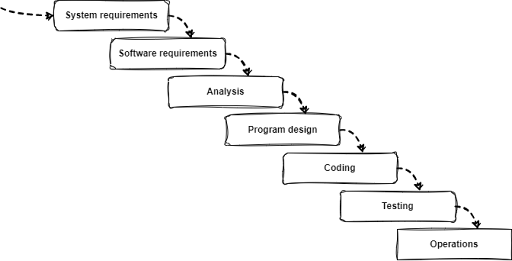 System requirements
Software requirements
Analysis
Program design
Coding
Testing
Operations